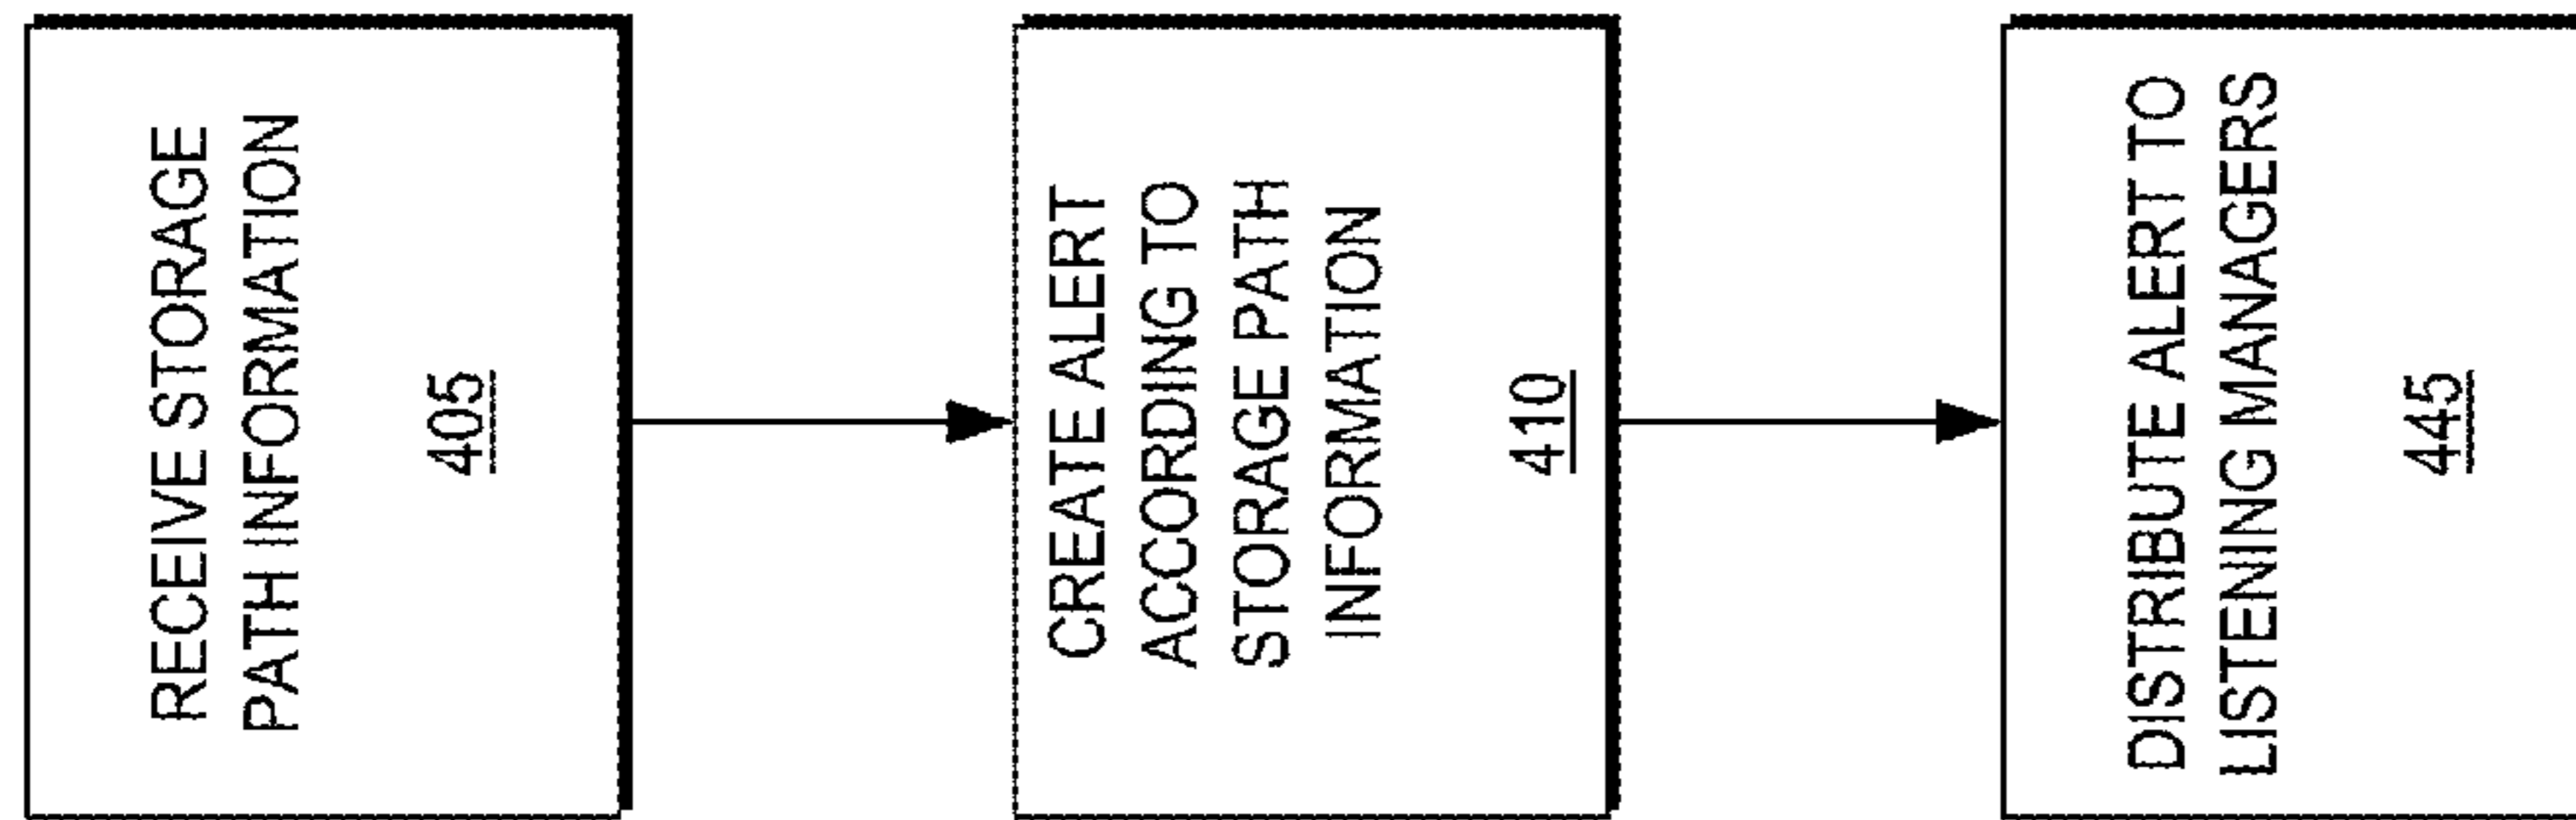 RECEIVE STORAGE
PATH INFORMATION
405
CREATE ALERT
ACCORDING TO
STORAGE PATH
INFORMATION
410
DISTRIBUTE ALERT TO
LISTENING MANAGERS
445